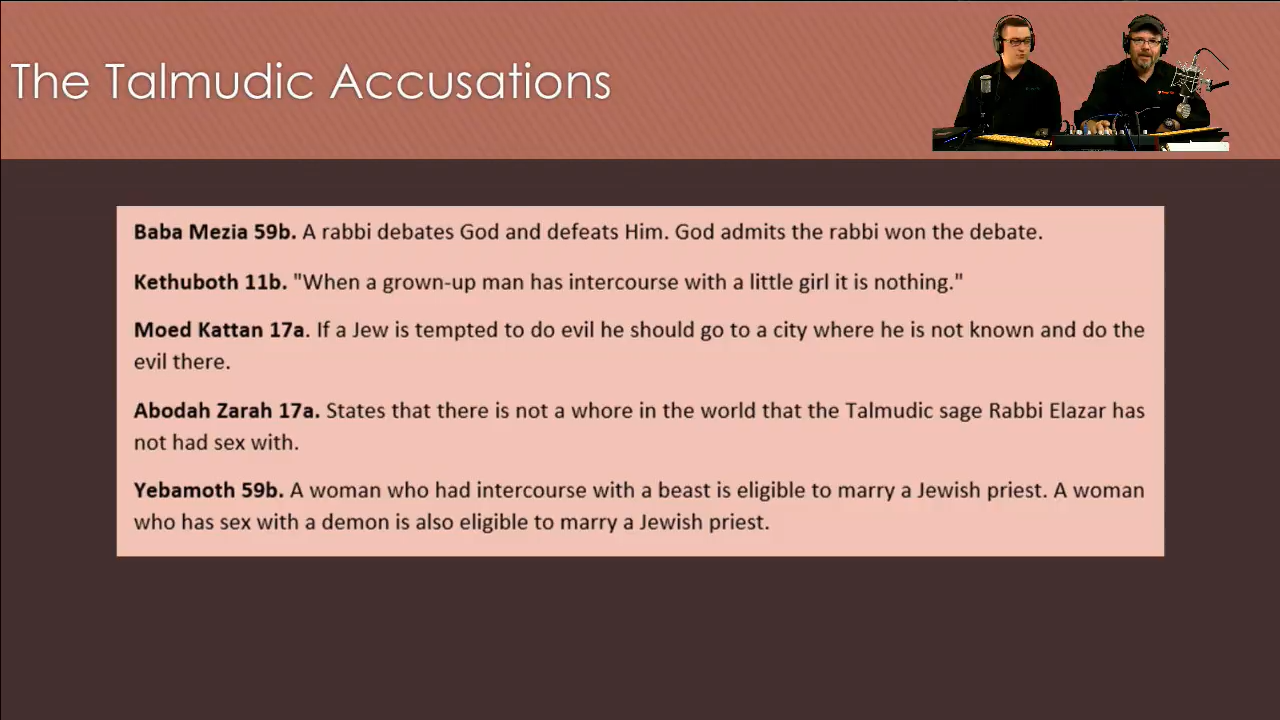 The Talmudic Accusations
Baba Mezia 59b. A rabbi debates God and defeats Him. God admits the rabbi won the debate.
Kethuboth 11b. "When a grown-up man has intercourse with a little girl it is nothing."
Moed Kattan 17a. If a Jew is tempted to do evil he should go to a city where he is not known and do the
evil there.
Abodah Zarah 17a. States that there is not a whore in the world that the Talmudic sage Rabbi Elazar has
not had sex with.
Yebamoth 59b. A woman who had intercourse with a beast is eligible to marry a Jewish priest. A woman
who has sex with a demon is also eligible to marry a Jewish priest.